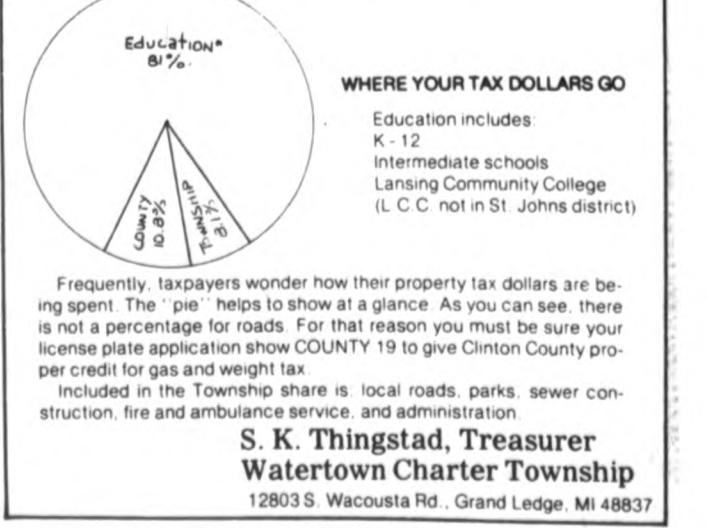 Education*
81%
COUNTY
10.8%
TOWNSHIP
8.1%
WHERE YOUR TAX DOLLARS GO
Education includes:
K - 12
Intermediate schools
Lansing Community College
(L.C.C. not in St. Johns district)
Frequently, taxpayers wonder how their property tax dollars are be-
ing spent. The "pie" helps to show at a glance. As you can see, there
is not a percentage for roads. For that reason you must be sure your
license plate application show COUNTY 19 to give Clinton County pro-
per credit for gas and weight tax.
Included in the Township share is: local roads, parks, sewer con-
struction, fire and ambulance service, and administration.
S. K. Thingstad, Treasurer
Watertown Charter Township
12803 S. Wacousta Rd., Grand Ledge, MI 48837